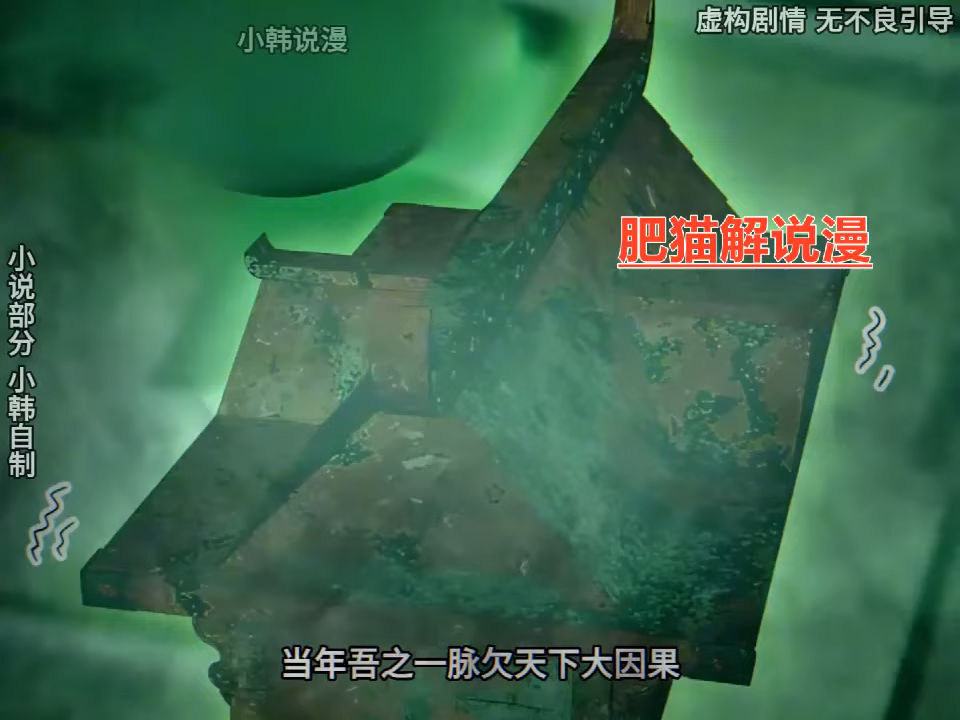 虚构剧情 无不良引导
小韩说漫
肥猫解说漫
小说部分 小韩自制
当年吾之一脉欠天下大因果